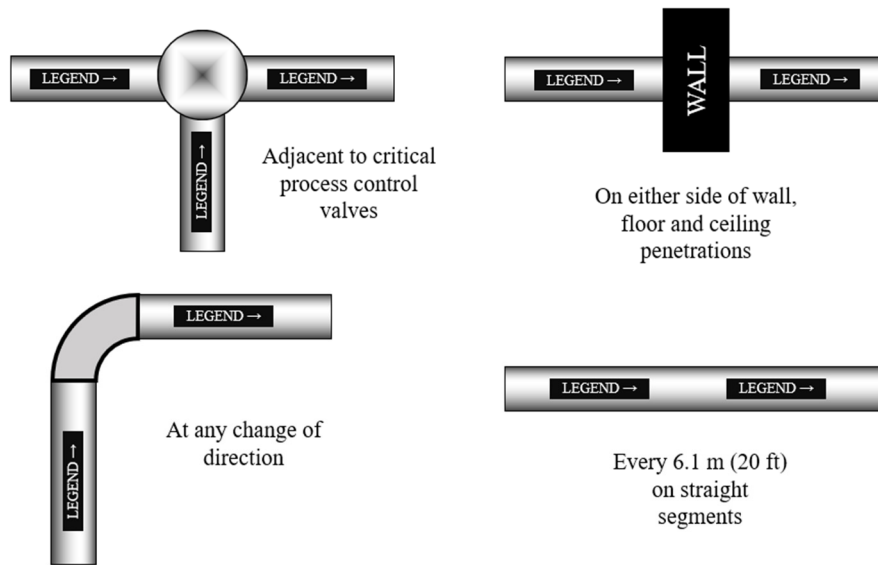 LEGEND →
LEGEND →
LEGEND →
Adjacent to critical
process control
valves
LEGEND →
WALL
LEGEND →
On either side of wall,
floor and ceiling
penetrations
LEGEND →
LEGEND →
At any change of
direction
LEGEND →
LEGEND →
Every 6.1 m (20 ft)
on straight
segments